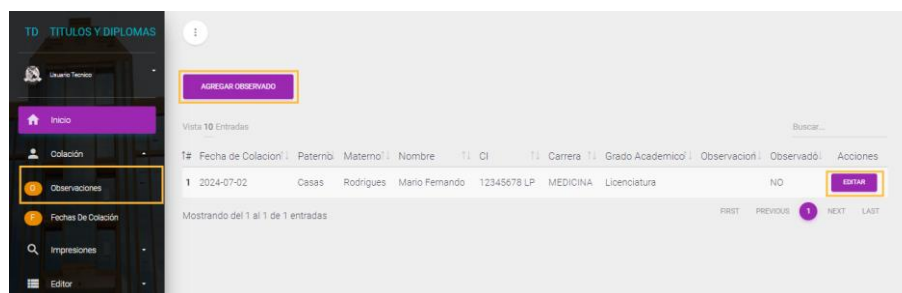 TD TITULOS Y DIPLOMAS
Usuario Tecnico
Inicio
Colación
G Observaciones
F Fechas De Colación
Impresiones
Editor
AGREGAR OBSERVADO
Vista 10 Entradas
Buscar...
# Fecha de Colacion Paterno Materno Nombre CI Carrera Grado Academico Observacion Observado Acciones
1 2024-07-02 Casas Rodrigues Mario Fernando 12345678 LP MEDICINA Licenciatura NO EDITAR
Mostrando del 1 al 1 de 1 entradas
FIRST PREVIOUS 1 NEXT LAST